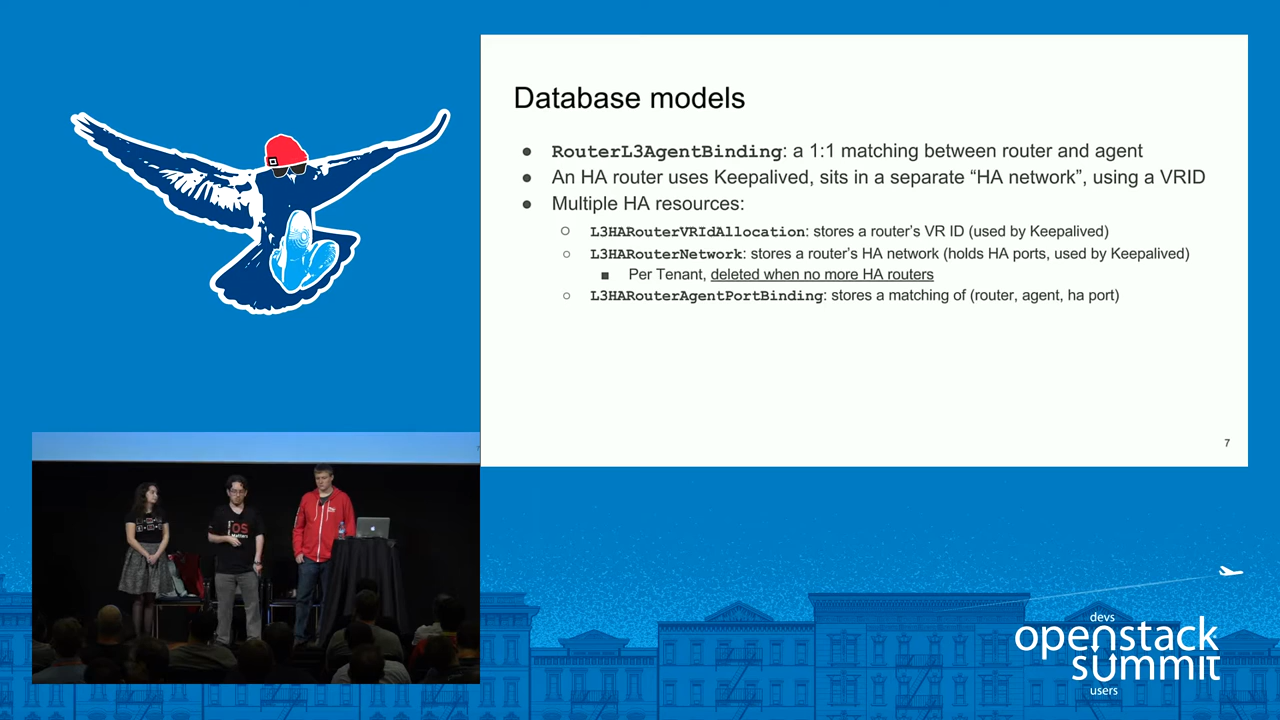 Database models
● RouterL3AgentBinding: a 1:1 matching between router and agent
● An HA router uses Keepalived, sits in a separate “HA network”, using a VRID
● Multiple HA resources:
○ L3HARouterVRIdAllocation: stores a router’s VR ID (used by Keepalived)
○ L3HARouterNetwork: stores a router’s HA network (holds HA ports, used by Keepalived)
■ Per Tenant, deleted when no more HA routers
○ L3HARouterAgentPortBinding: stores a matching of (router, agent, ha port)
7
OS
Matters
devs
openstack
summit
users